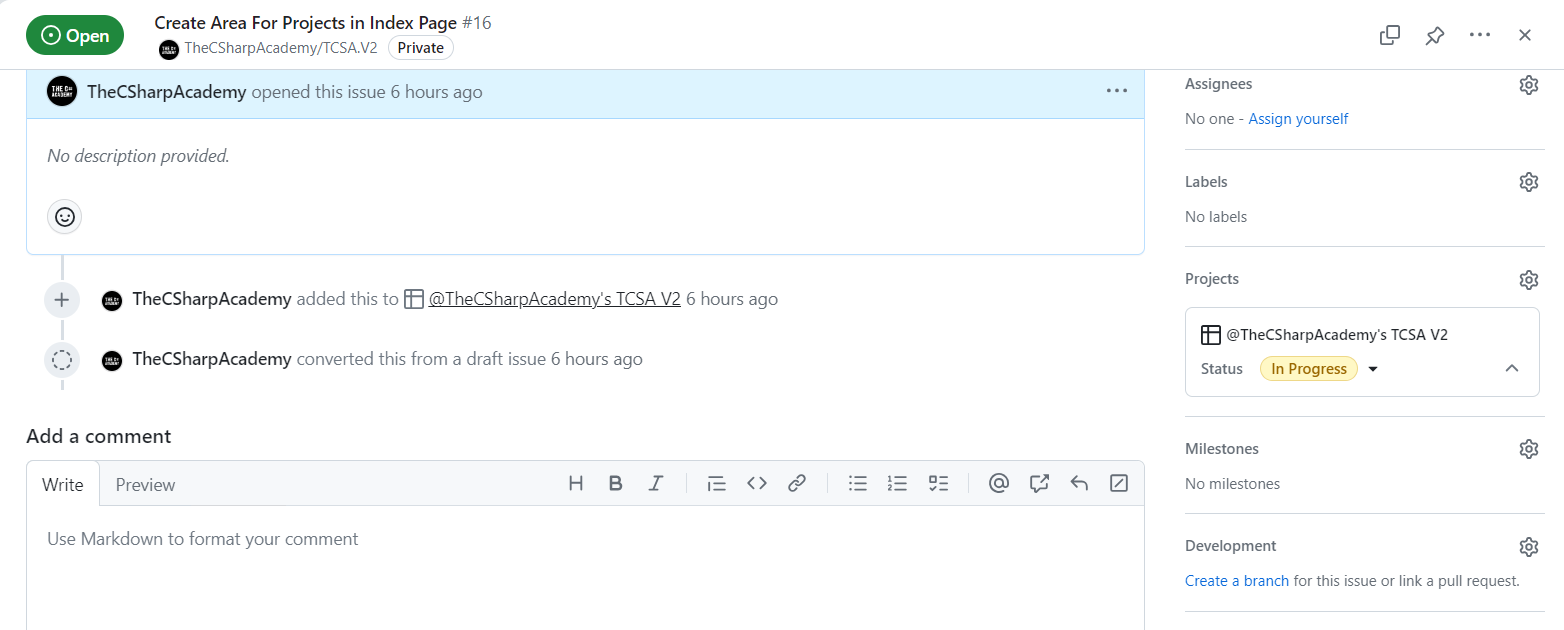 Open
Create Area For Projects in Index Page #16
TheCSharpAcademy/TCSA.V2 Private
TheCSharpAcademy opened this issue 6 hours ago
No description provided.
TheCSharpAcademy added this to @TheCSharpAcademy's TCSA V2 6 hours ago
TheCSharpAcademy converted this from a draft issue 6 hours ago
Add a comment
Write Preview
Use Markdown to format your comment
Assignees
No one - Assign yourself
Labels
No labels
Projects
@TheCSharpAcademy's TCSA V2
Status In Progress
Milestones
No milestones
Development
Create a branch for this issue or link a pull request.